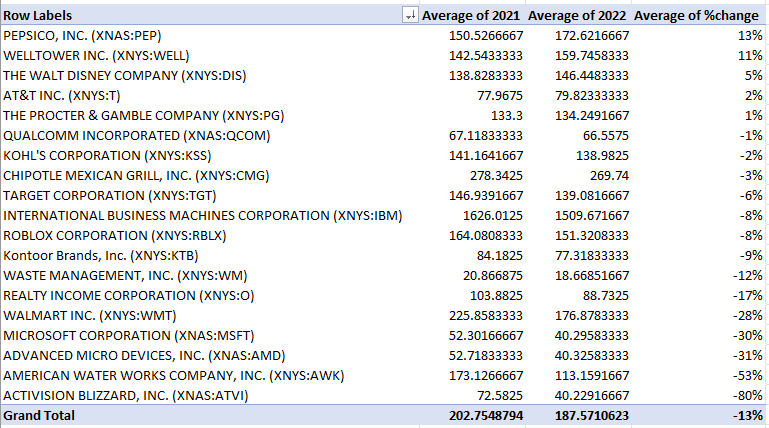 Row Labels Average of 2021 Average of 2022 Average of %change
PEPSICO, INC. (XNAS:PEP) 150.5266667 172.6216667 13%
WELLTOWER INC. (XNYS:WELL) 142.5433333 159.7458333 11%
THE WALT DISNEY COMPANY (XNYS:DIS) 138.8283333 146.4483333 5%
AT&T INC. (XNYS:T) 77.9675 79.82333333 2%
THE PROCTER & GAMBLE COMPANY (XNYS:PG) 133.3 134.2491667 1%
QUALCOMM INCORPORATED (XNAS:QCOM) 67.11833333 66.5575 -1%
KOHL'S CORPORATION (XNYS:KSS) 141.1641667 138.9825 -2%
CHIPOTLE MEXICAN GRILL, INC. (XNYS:CMG) 278.3425 269.74 -3%
TARGET CORPORATION (XNYS:TGT) 146.9391667 139.0816667 -6%
INTERNATIONAL BUSINESS MACHINES CORPORATION (XNYS:IBM) 1626.0125 1509.671667 -8%
ROBLOX CORPORATION (XNYS:RBLX) 164.0808333 151.3208333 -8%
Kontoor Brands, Inc. (XNYS:KTB) 84.1825 77.31833333 -9%
WASTE MANAGEMENT, INC. (XNYS:WM) 20.866875 18.66851667 -12%
REALTY INCOME CORPORATION (XNYS:O) 103.8825 88.7325 -17%
WALMART INC. (XNYS:WMT) 225.8583333 176.8783333 -28%
MICROSOFT CORPORATION (XNAS:MSFT) 52.30166667 40.29583333 -30%
ADVANCED MICRO DEVICES, INC. (XNAS:AMD) 52.71833333 40.32583333 -31%
AMERICAN WATER WORKS COMPANY, INC. (XNYS:AWK) 173.1266667 113.1591667 -53%
ACTIVISION BLIZZARD, INC. (XNAS:ATVI) 72.5825 40.22916667 -80%
Grand Total 202.7548794 187.5710623 -13%